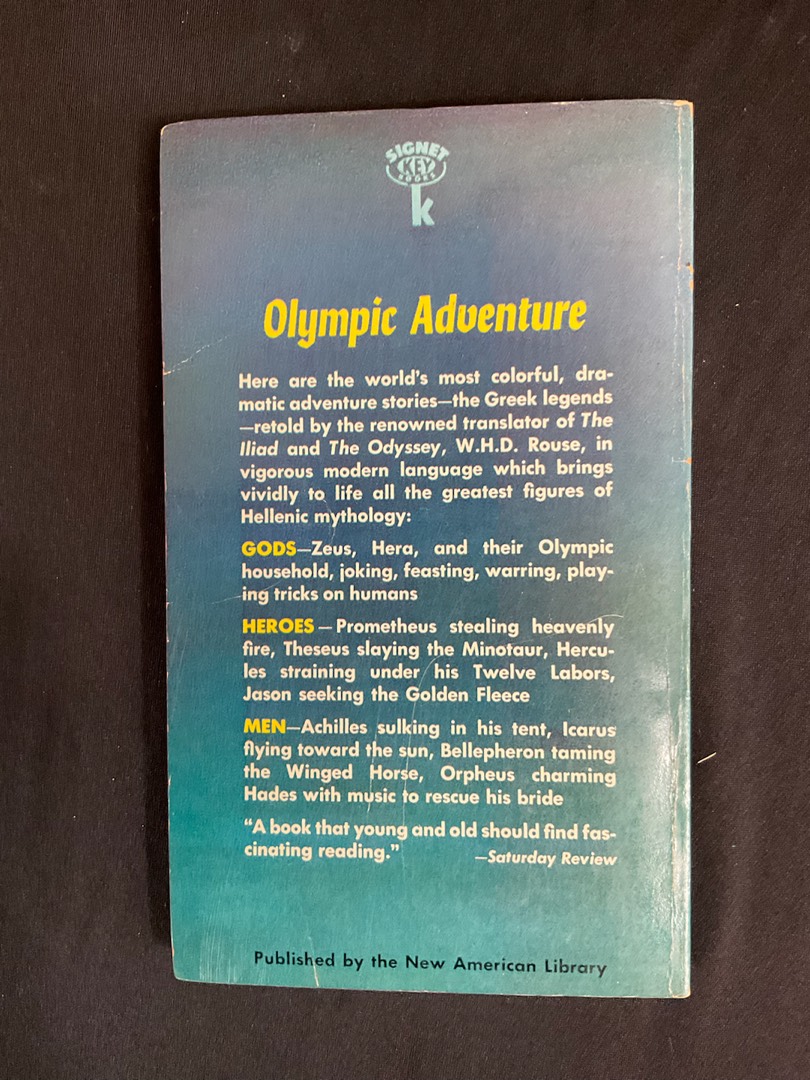 SIGNET
KEY
BOOKS
k
Olympic Adventure
Here are the world's most colorful, dra-
matic adventure stories—the Greek legends
—retold by the renowned translator of The
Iliad and The Odyssey, W.H.D. Rouse, in
vigorous modern language which brings
vividly to life all the greatest figures of
Hellenic mythology:
GODS—Zeus, Hera, and their Olympic
household, joking, feasting, warring, play-
ing tricks on humans
HEROES—Prometheus stealing heavenly
fire, Theseus slaying the Minotaur, Hercu-
les straining under his Twelve Labors,
Jason seeking the Golden Fleece
MEN—Achilles sulking in his tent, Icarus
flying toward the sun, Bellepheron taming
the Winged Horse, Orpheus charming
Hades with music to rescue his bride
"A book that young and old should find fas-
cinating reading."
—Saturday Review
Published by the New American Library